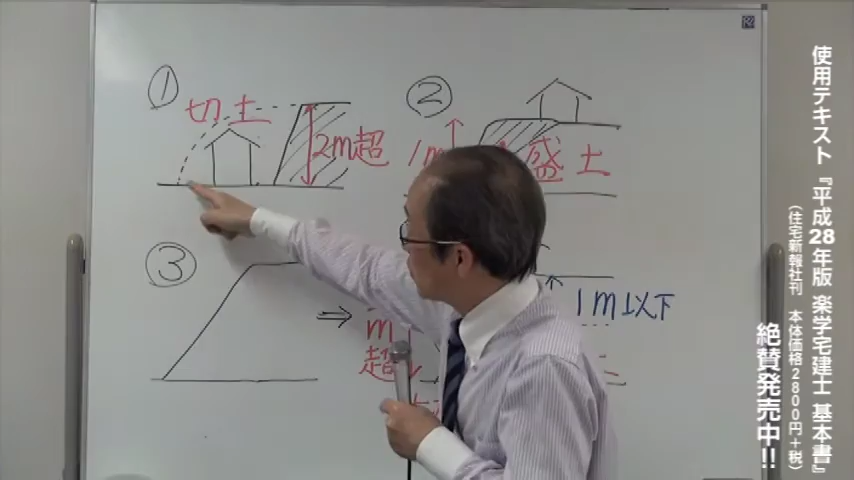 ①
切土
2m超
②
1m
盛土
③
⇒
m
超
1m以下
使用テキスト『平成28年版 楽学宅建士 基本書』
(住宅新報社刊 本体価格2800円+税)
絶賛発売中!!